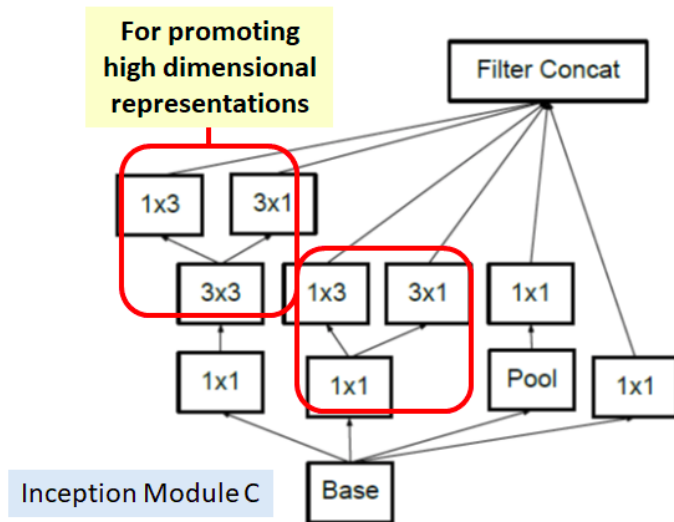 For promoting
high dimensional
representations
Filter Concat
1x3
3x1
3x3
1x3
3x1
1x1
1x1
1x1
Pool
1x1
Inception Module C
Base